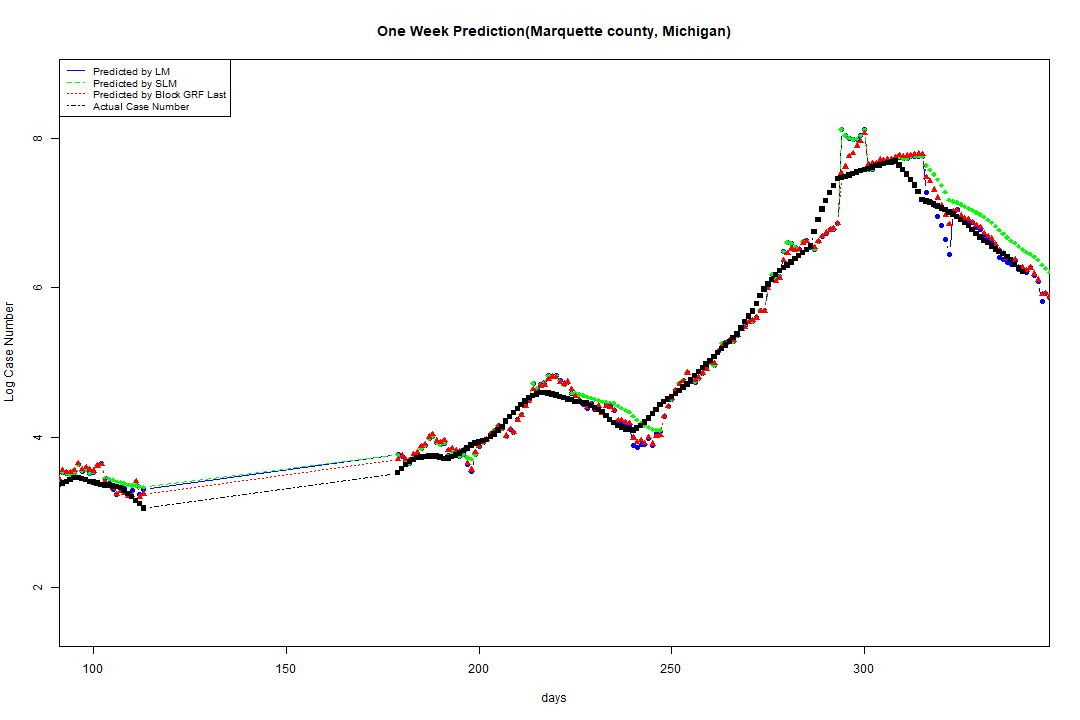 One Week Prediction(Marquette county, Michigan)
Predicted by LM
Predicted by SLM
Predicted by Block GRF Last
Actual Case Number
8
6
4
2
Log Case Number
100 150 200 250 300
days